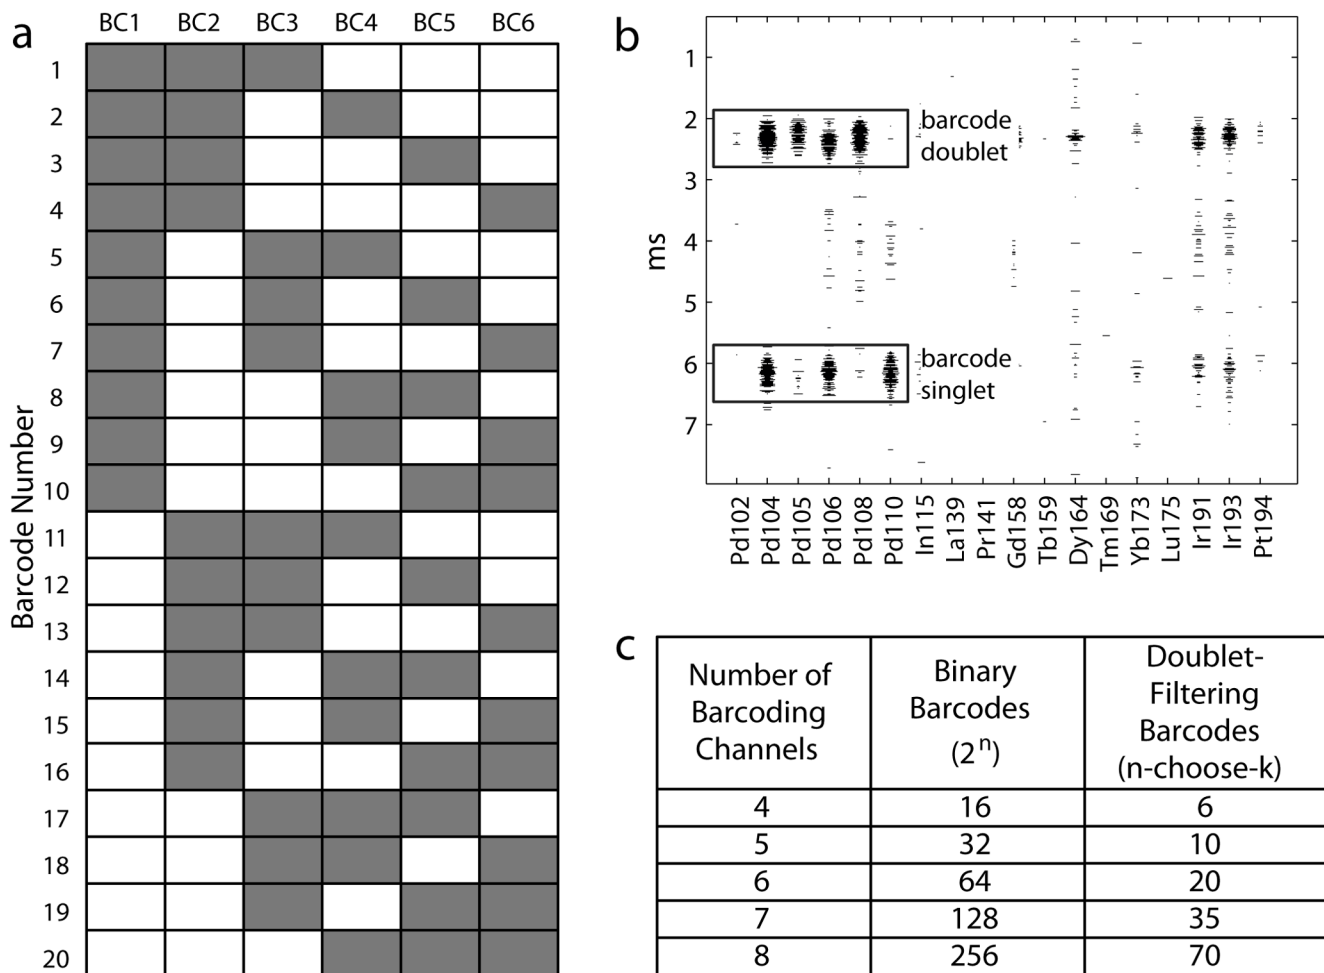 a
BC1 BC2 BC3 BC4 BC5 BC6
Barcode Number
1
2
3
4
5
6
7
8
9
10
11
12
13
14
15
16
17
18
19
20
b
ms
1
2
3
4
5
6
7
barcode
doublet
barcode
singlet
Pd102
Pd104
Pd105
Pd106
Pd108
Pd110
In115
La139
Pr141
Gd158
Tb159
Dy164
Tm169
Yb173
Lu175
Ir191
Ir193
Pt194
c
Number of
Barcoding
Channels
Binary
Barcodes
(2^n)
Doublet-
Filtering
Barcodes
(n-choose-k)
4 16 6
5 32 10
6 64 20
7 128 35
8 256 70